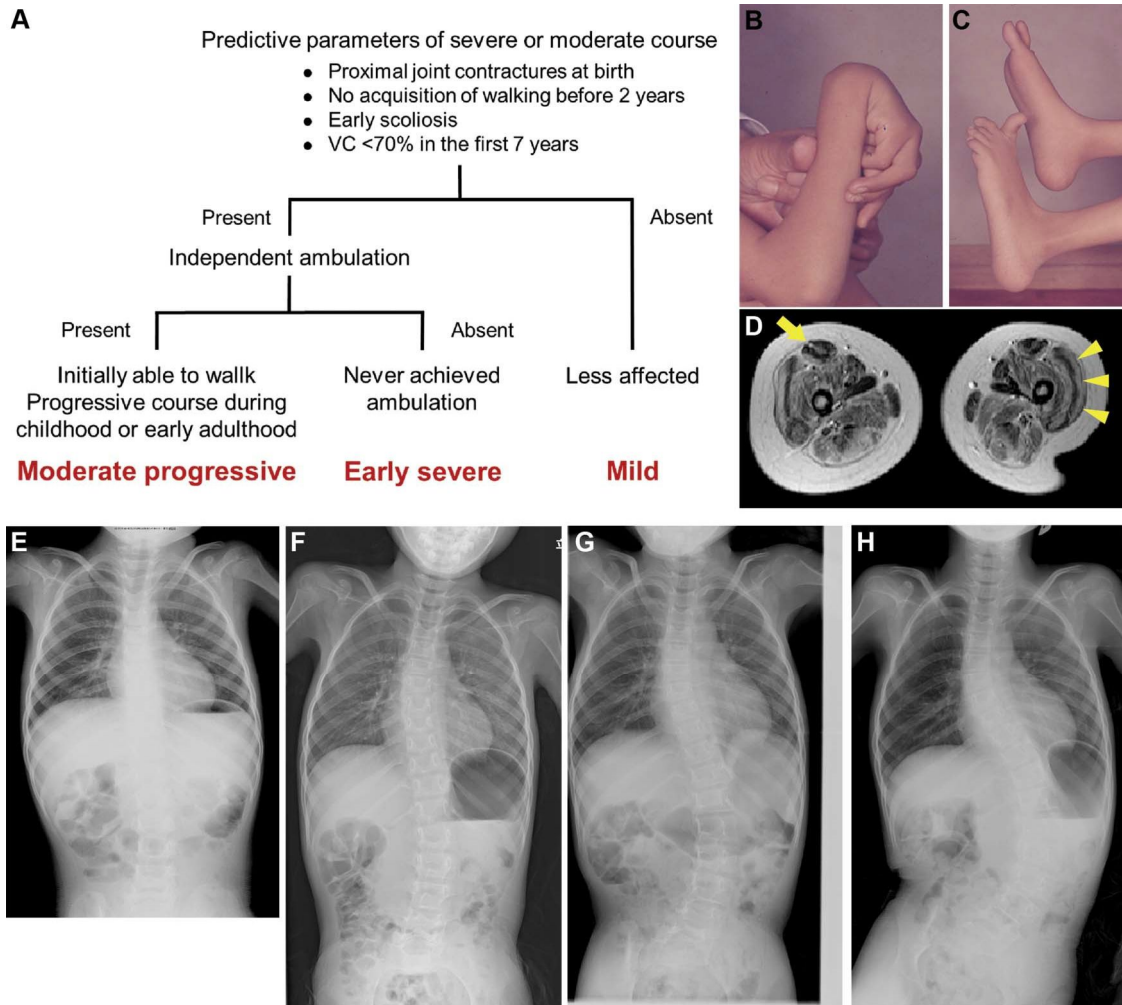 A
Predictive parameters of severe or moderate course
● Proximal joint contractures at birth
● No acquisition of walking before 2 years
● Early scoliosis
● VC <70% in the first 7 years
Present
Absent
Independent ambulation
Present
Absent
Initially able to wallk
Progressive course during
childhood or early adulthood
Never achieved
ambulation
Less affected
Moderate progressive
Early severe
Mild
B
C
D
E
F
G
H